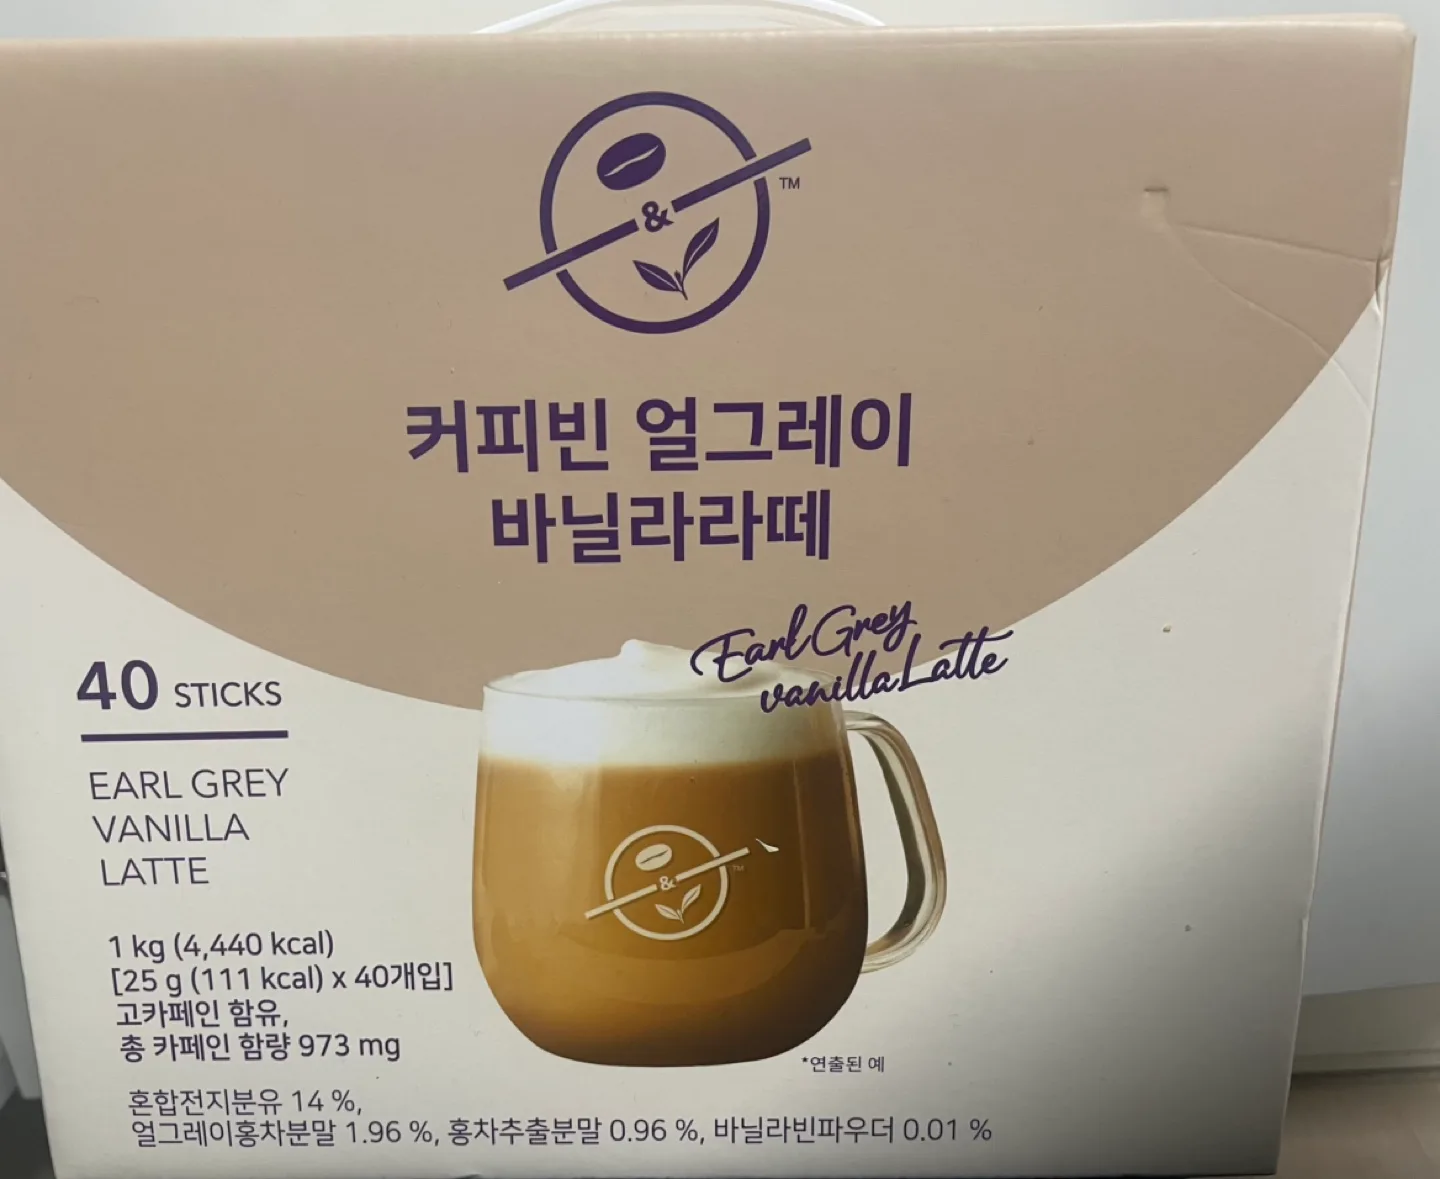 &
TM
커피빈 얼그레이
바닐라라떼
Earl Grey
vanilla Latte
40 STICKS
EARL GREY
VANILLA
LATTE
&
TM
1 kg (4,440 kcal)
[25 g (111 kcal) x 40개입]
고카페인 함유,
총 카페인 함량 973 mg
*연출된 예
혼합전지분유 14 %,
얼그레이홍차분말 1.96 %, 홍차추출분말 0.96 %, 바닐라빈파우더 0.01 %